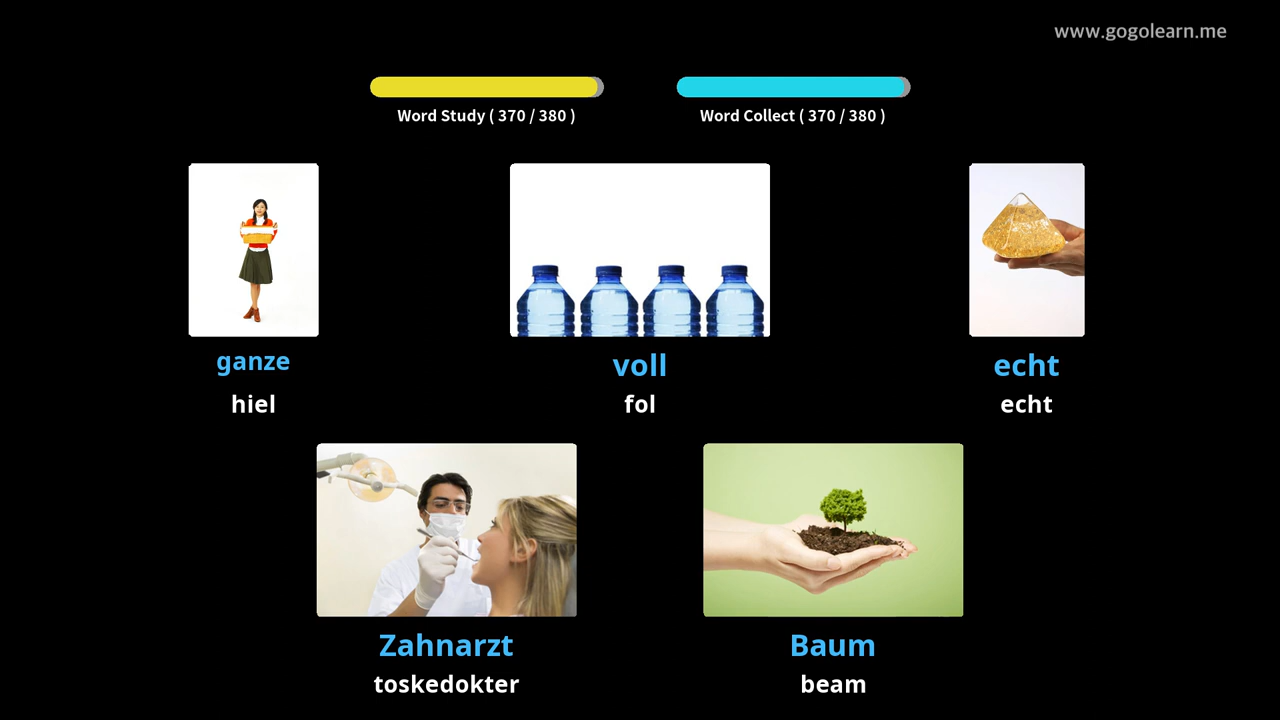 www.gogolearn.me
Word Study ( 370 / 380 )
Word Collect ( 370 / 380 )
ganze
hiel
voll
fol
echt
echt
Zahnarzt
toskedokter
Baum
beam